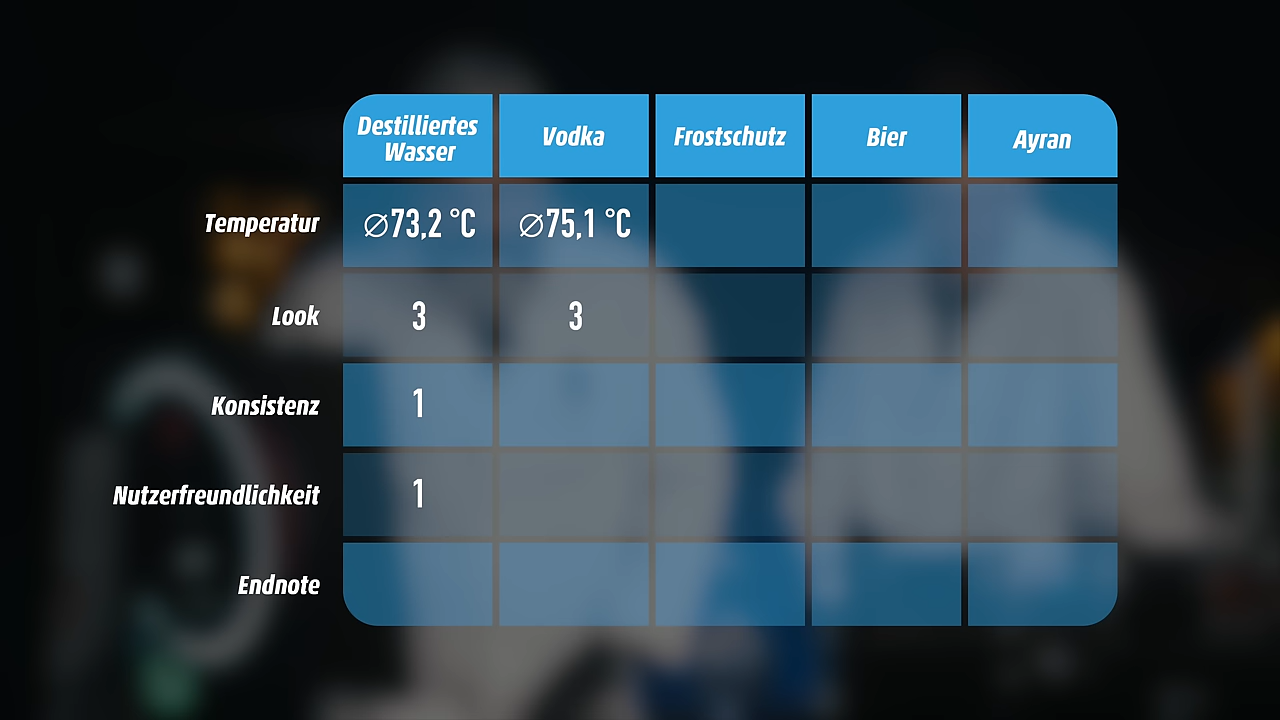 Destilliertes
Wasser
Vodka
Frostschutz
Bier
Ayran
Temperatur
∅73,2 °C
∅75,1 °C
Look
3
3
Konsistenz
1
Nutzerfreundlichkeit
1
Endnote